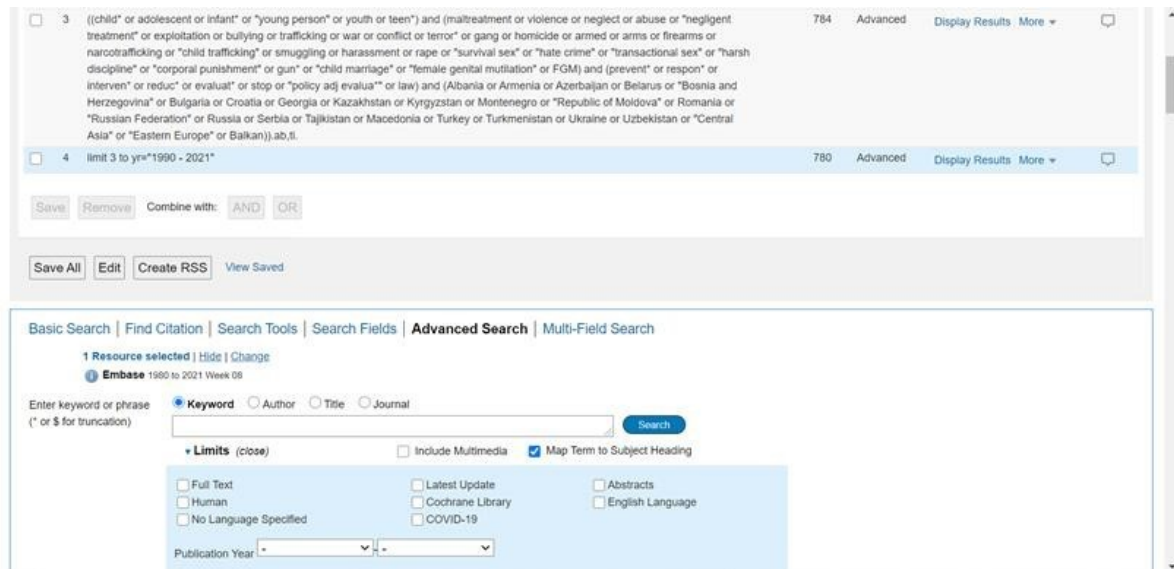 3 ((child* or adolescent or infant* or "young person" or youth or teen*) and (maltreatment or violence or neglect or abuse or "negligent 784 Advanced Display Results More
treatment" or exploitation or bullying or trafficking or war or conflict or terror* or gang or homicide or armed or arms or firearms or
narcotrafficking or "child trafficking" or smuggling or harassment or rape or "survival sex" or "hate crime" or "transactional sex" or "harsh
discipline" or "corporal punishment" or gun* or "child marriage" or "female genital mutilation" or FGM) and (prevent* or respon* or
interven* or reduc* or evaluat* or stop or "policy adj evalua*" or law) and (Albania or Armenia or Azerbaijan or Belarus or "Bosnia and
Herzegovina" or Bulgaria or Croatia or Georgia or Kazakhstan or Kyrgyzstan or Montenegro or "Republic of Moldova" or Romania or
"Russian Federation" or Russia or Serbia or Tajikistan or Macedonia or Turkey or Turkmenistan or Ukraine or Uzbekistan or "Central
Asia" or "Eastern Europe" or Balkan)).ab,ti.
4 limit 3 to yr="1990 - 2021" 780 Advanced Display Results More
Save Remove Combine with: AND OR
Save All Edit Create RSS View Saved
Basic Search | Find Citation | Search Tools | Search Fields | Advanced Search | Multi-Field Search
1 Resource selected | Hide | Change
Embase 1980 to 2021 Week 08
Enter keyword or phrase Keyword Author Title Journal
(* or $ for truncation)
Search
Limits (close) Include Multimedia Map Term to Subject Heading
Full Text Latest Update Abstracts
Human Cochrane Library English Language
No Language Specified COVID-19
Publication Year - - -